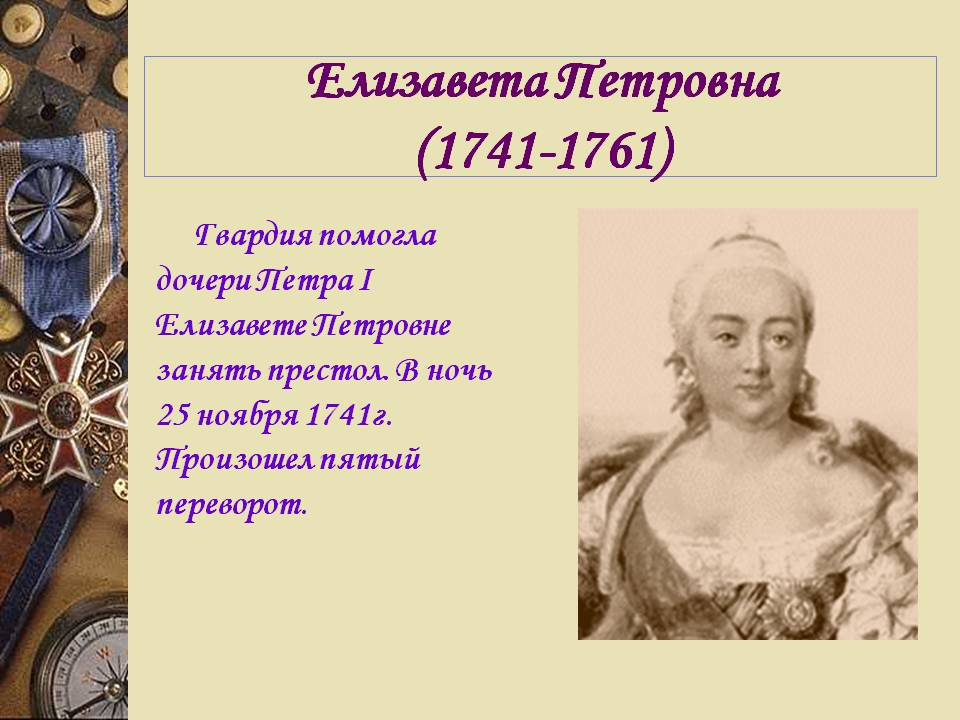 Елизавета Петровна
(1741-1761)
Гвардия помогла
дочери Петра I
Елизавете Петровне
занять престол. В ночь
25 ноября 1741г.
Произошел пятый
переворот.